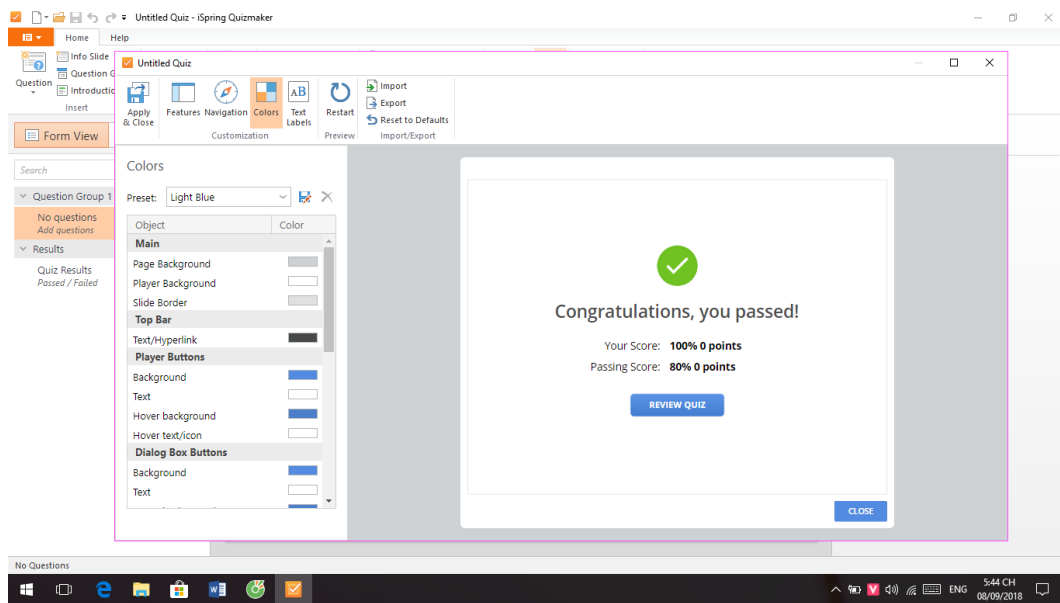 Untitled Quiz - iSpring Quizmaker
Home Help
Info Slide
Question G
Introductic
Question
Insert
Form View
Search
Question Group 1
No questions
Add questions
Results
Quiz Results
Passed / Failed
Untitled Quiz
Apply & Close
Features Navigation Colors Text Labels
Customization
Restart
Preview
Import
Export
Reset to Defaults
Import/Export
Colors
Preset: Light Blue
Object Color
Main
Page Background
Player Background
Slide Border
Top Bar
Text/Hyperlink
Player Buttons
Background
Text
Hover background
Hover text/icon
Dialog Box Buttons
Background
Text
Congratulations, you passed!
Your Score: 100% 0 points
Passing Score: 80% 0 points
REVIEW QUIZ
CLOSE
No Questions
ENG
5:44 CH
08/09/2018